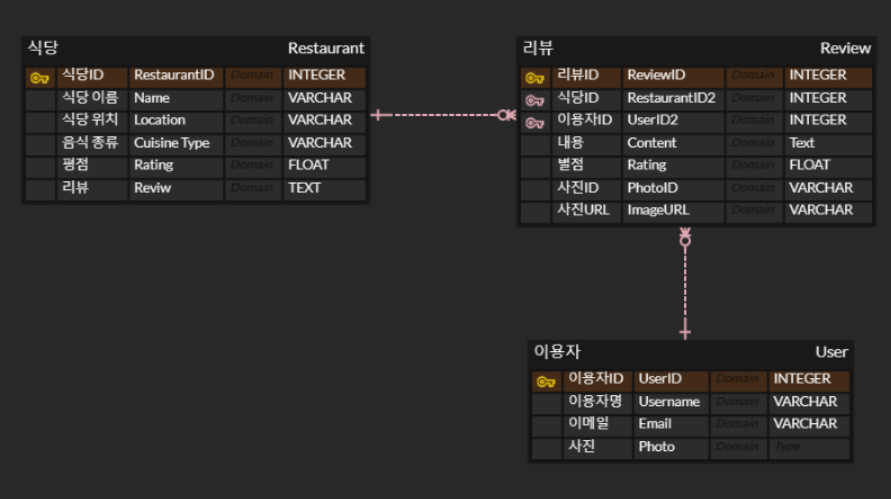 식당 Restaurant
식당ID RestaurantID Domain INTEGER
식당 이름 Name Domain VARCHAR
식당 위치 Location Domain VARCHAR
음식 종류 Cuisine Type Domain VARCHAR
평점 Rating Domain FLOAT
리뷰 Reviw Domain TEXT
리뷰 Review
리뷰ID ReviewID Domain INTEGER
식당ID RestaurantID2 Domain INTEGER
이용자ID UserID2 Domain INTEGER
내용 Content Domain Text
별점 Rating Domain FLOAT
사진ID PhotoID Domain VARCHAR
사진URL ImageURL Domain VARCHAR
이용자 User
이용자ID UserID Domain INTEGER
이용자명 Username Domain VARCHAR
이메일 Email Domain VARCHAR
사진 Photo Domain Type